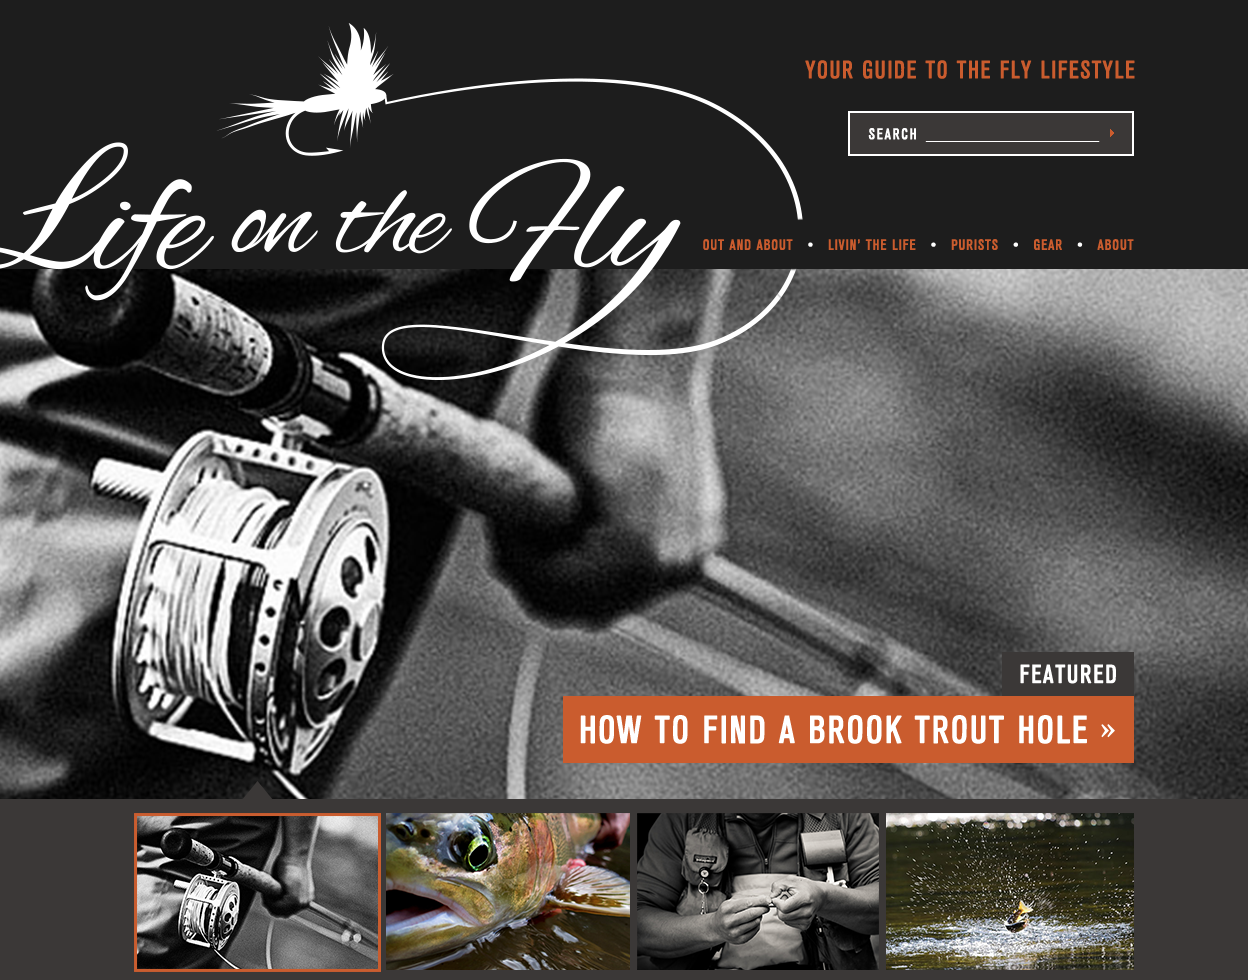 YOUR GUIDE TO THE FLY LIFESTYLE
SEARCH
Life on the Fly
OUT AND ABOUT • LIVIN' THE LIFE • PURISTS • GEAR • ABOUT
FEATURED
HOW TO FIND A BROOK TROUT HOLE »